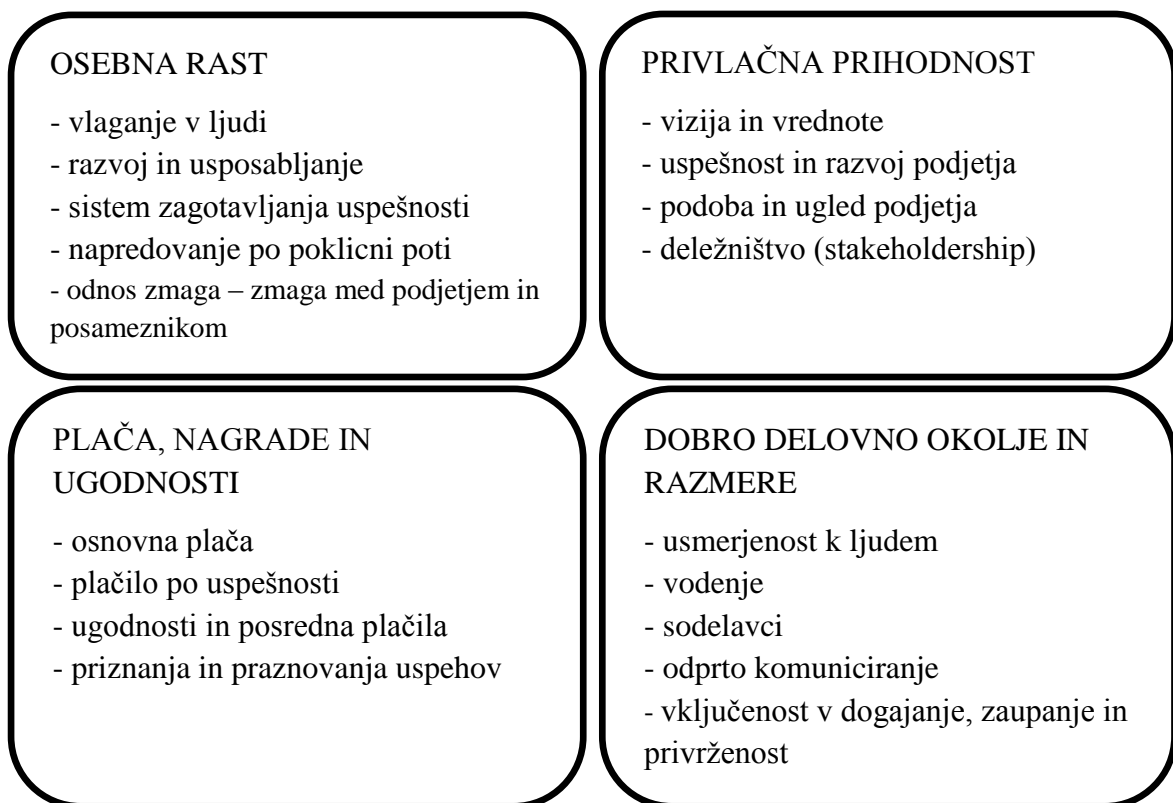 OSEBNA RAST
- vlaganje v ljudi
- razvoj in usposabljanje
- sistem zagotavljanja uspešnosti
- napredovanje po poklicni poti
- odnos zmaga – zmaga med podjetjem in
posameznikom
PRIVLAČNA PRIHODNOST
- vizija in vrednote
- uspešnost in razvoj podjetja
- podoba in ugled podjetja
- deležništvo (stakeholdership)
PLAČA, NAGRADE IN
UGODNOSTI
- osnovna plača
- plačilo po uspešnosti
- ugodnosti in posredna plačila
- priznanja in praznovanja uspehov
DOBRO DELOVNO OKOLJE IN
RAZMERE
- usmerjenost k ljudem
- vodenje
- sodelavci
- odprto komuniciranje
- vključenost v dogajanje, zaupanje in
privrženost